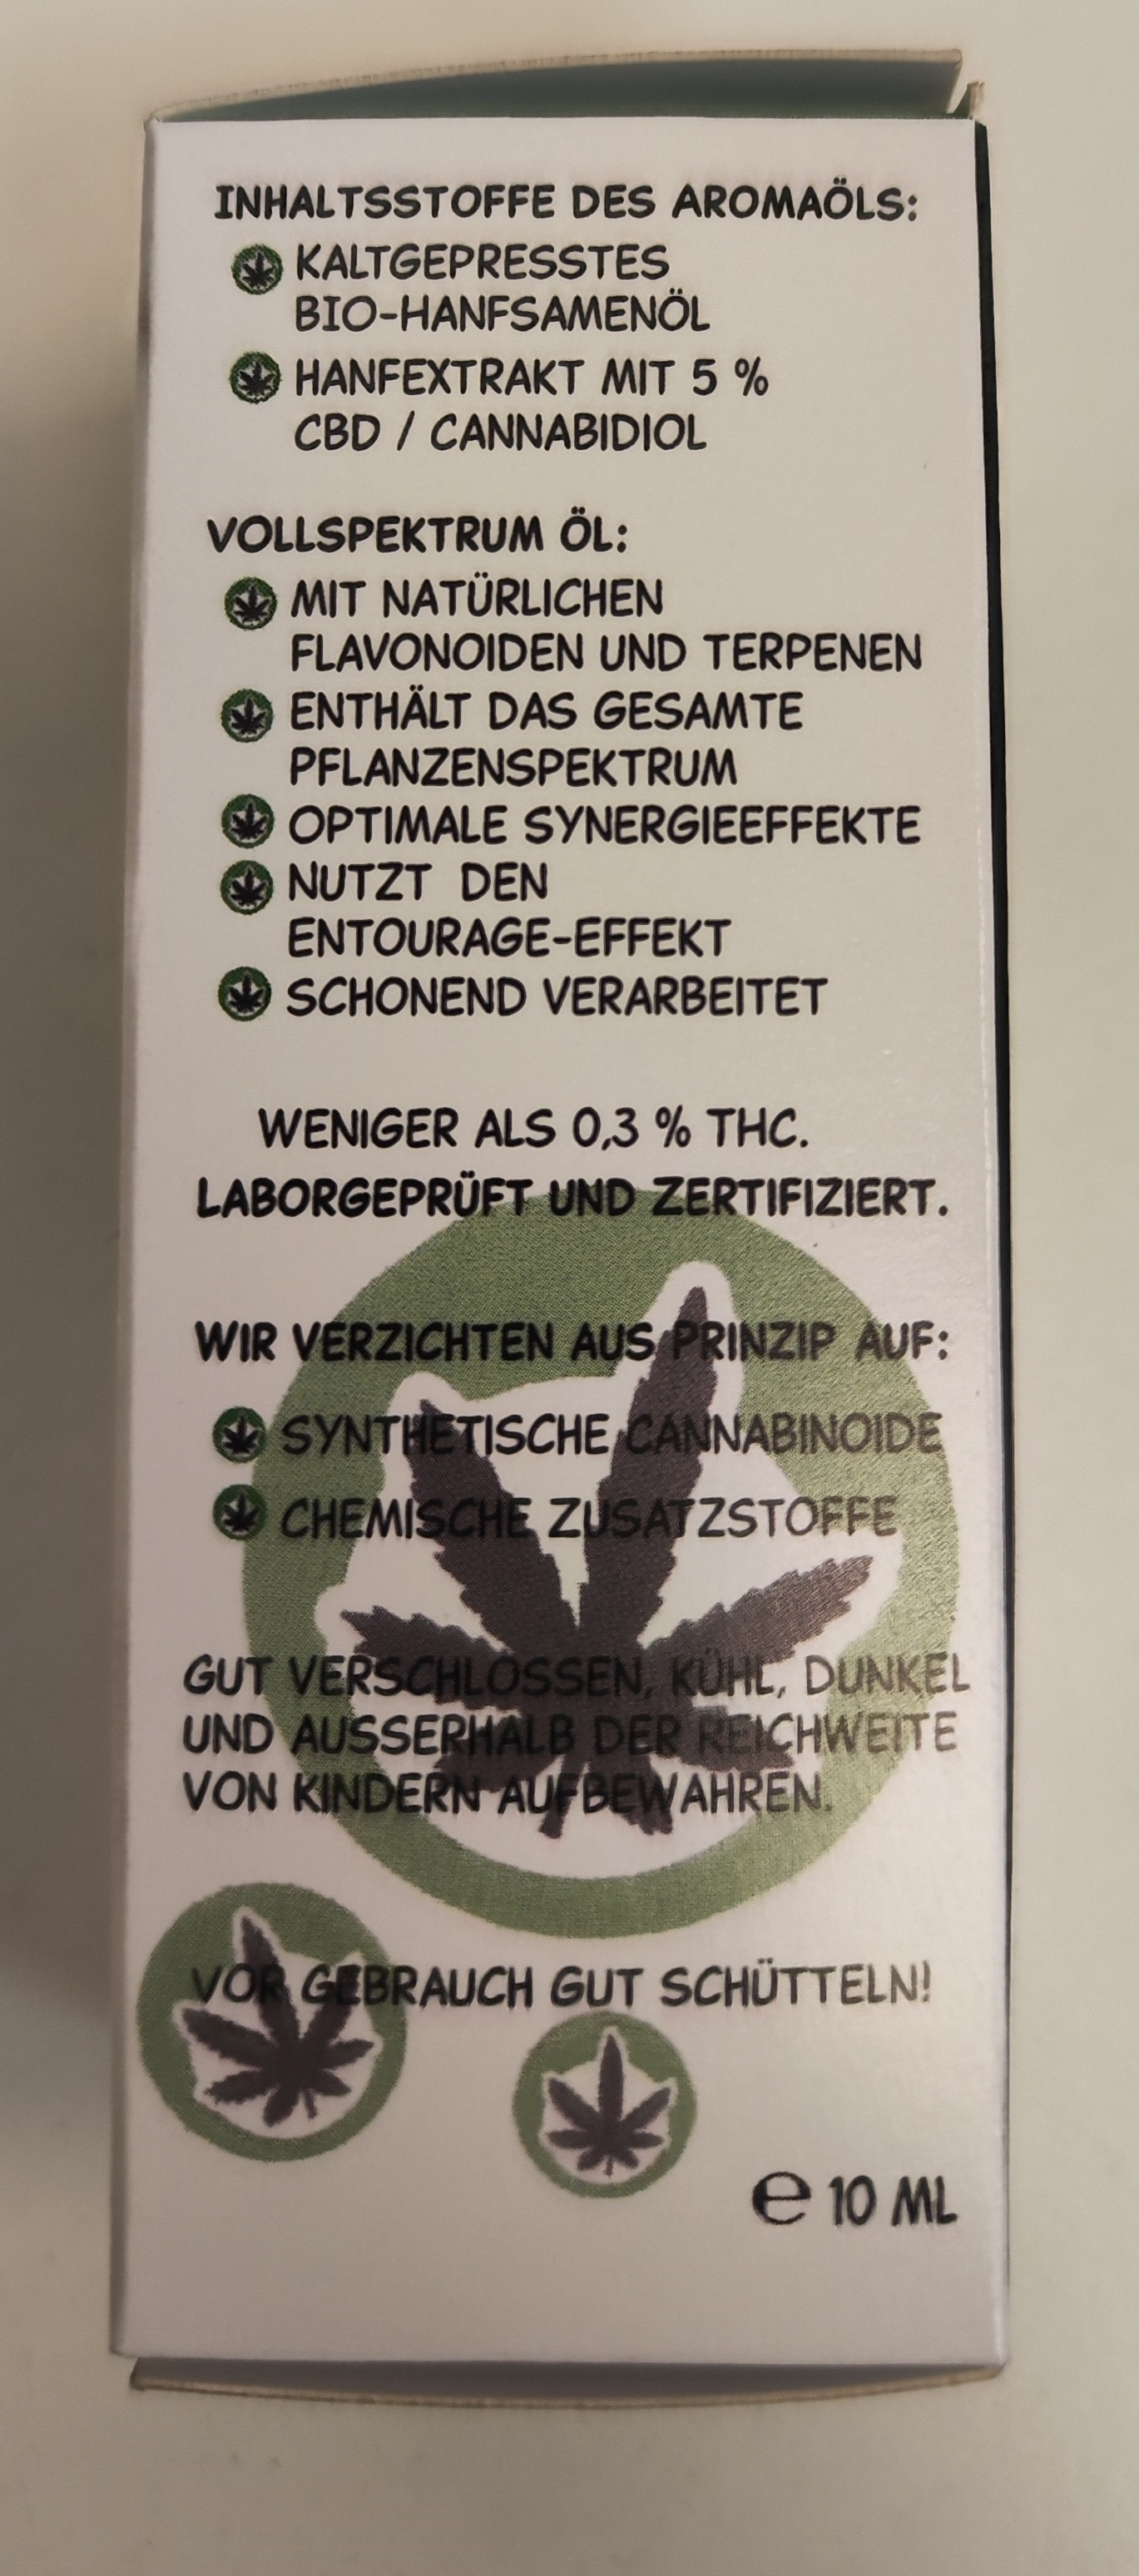 INHALTSSTOFFE DES AROMAÖLS:
KALTGEPRESSTES
BIO-HANFSAMENÖL
HANFEXTRAKT MIT 5 %
CBD / CANNABIDIOL
VOLLSPEKTRUM ÖL:
MIT NATÜRLICHEN
FLAVONOIDEN UND TERPENEN
ENTHÄLT DAS GESAMTE
PFLANZENSPEKTRUM
OPTIMALE SYNERGIEEFFEKTE
NUTZT DEN
ENTOURAGE-EFFEKT
SCHONEND VERARBEITET
WENIGER ALS 0,3 % THC.
LABORGEPRÜFT UND ZERTIFIZIERT.
WIR VERZICHTEN AUS PRINZIP AUF:
SYNTHETISCHE CANNABINOIDE
CHEMISCHE ZUSATZSTOFFE
GUT VERSCHLOSSEN, KÜHL, DUNKEL
UND AUSSERHALB DER REICHWEITE
VON KINDERN AUFBEWAHREN.
VOR GEBRAUCH GUT SCHÜTTELN!
℮ 10 ML